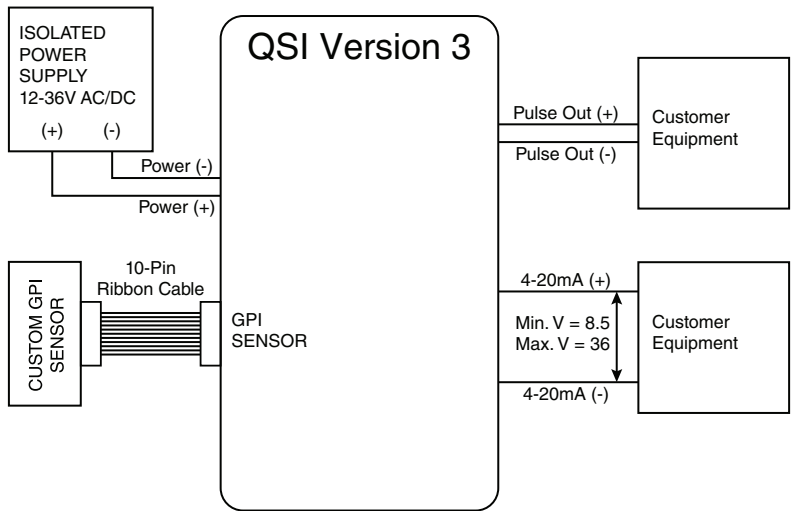 ISOLATED
POWER
SUPPLY
12-36V AC/DC
(+) (-)
Power (-)
Power (+)
QSI Version 3
Pulse Out (+)
Pulse Out (-)
Customer
Equipment
CUSTOM GPI
SENSOR
10-Pin
Ribbon Cable
GPI
SENSOR
4-20mA (+)
Min. V = 8.5
Max. V = 36
4-20mA (-)
Customer
Equipment